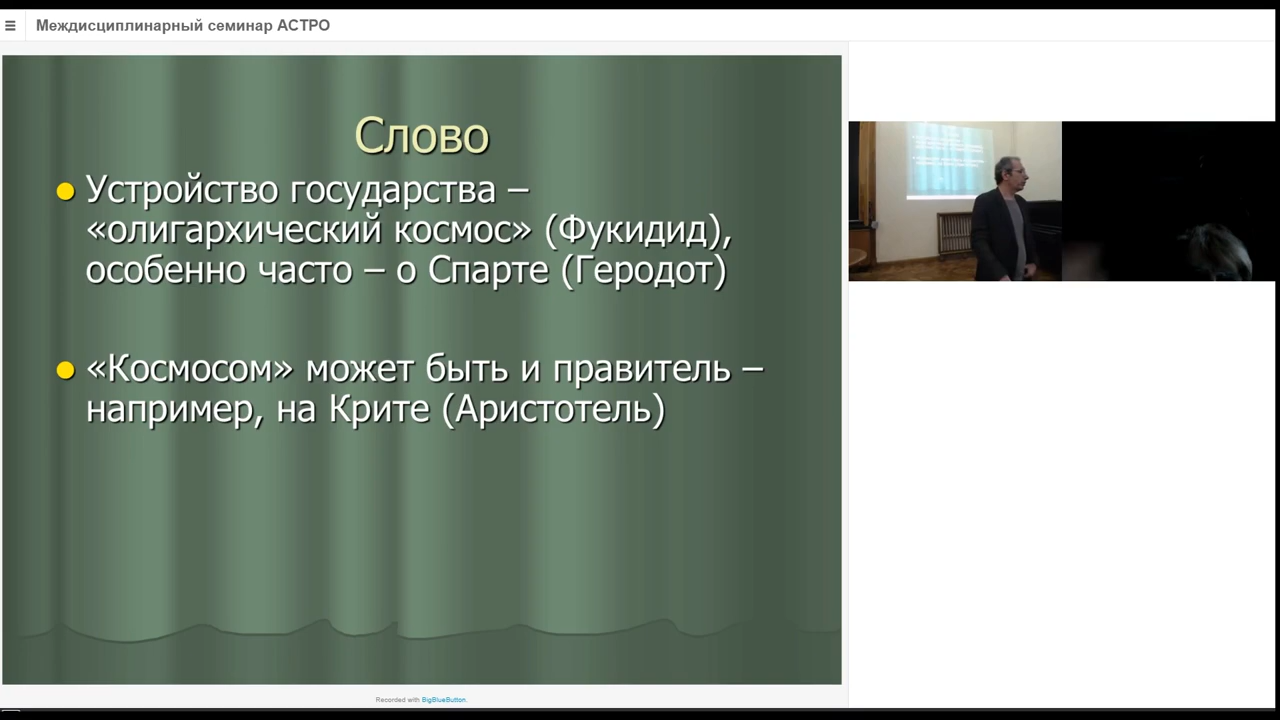 Междисциплинарный семинар АСТРО
Слово
Устройство государства –
«олигархический космос» (Фукидид),
особенно часто – о Спарте (Геродот)
«Космосом» может быть и правитель –
например, на Крите (Аристотель)
Recorded with BigBlueButton.